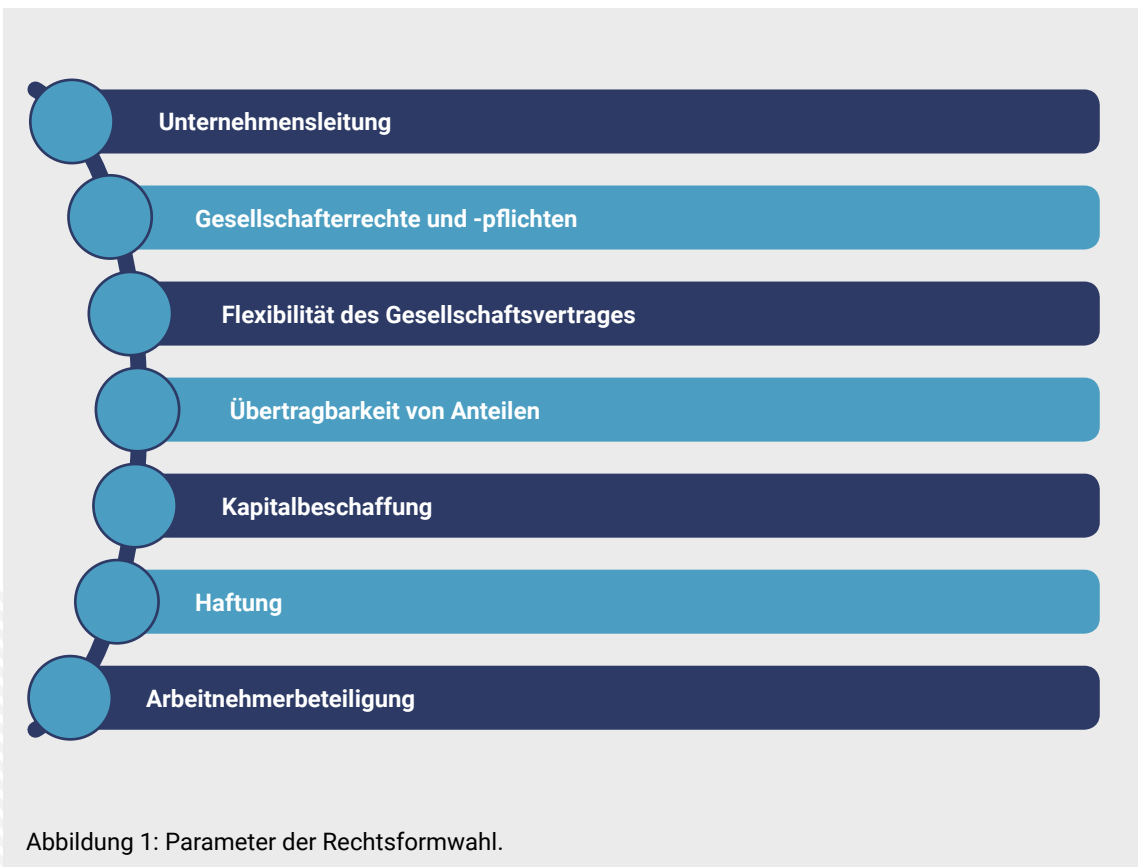 Unternehmensleitung
Gesellschafterrechte und -pflichten
Flexibilität des Gesellschaftsvertrages
Übertragbarkeit von Anteilen
Kapitalbeschaffung
Haftung
Arbeitnehmerbeteiligung
Abbildung 1: Parameter der Rechtsformwahl.